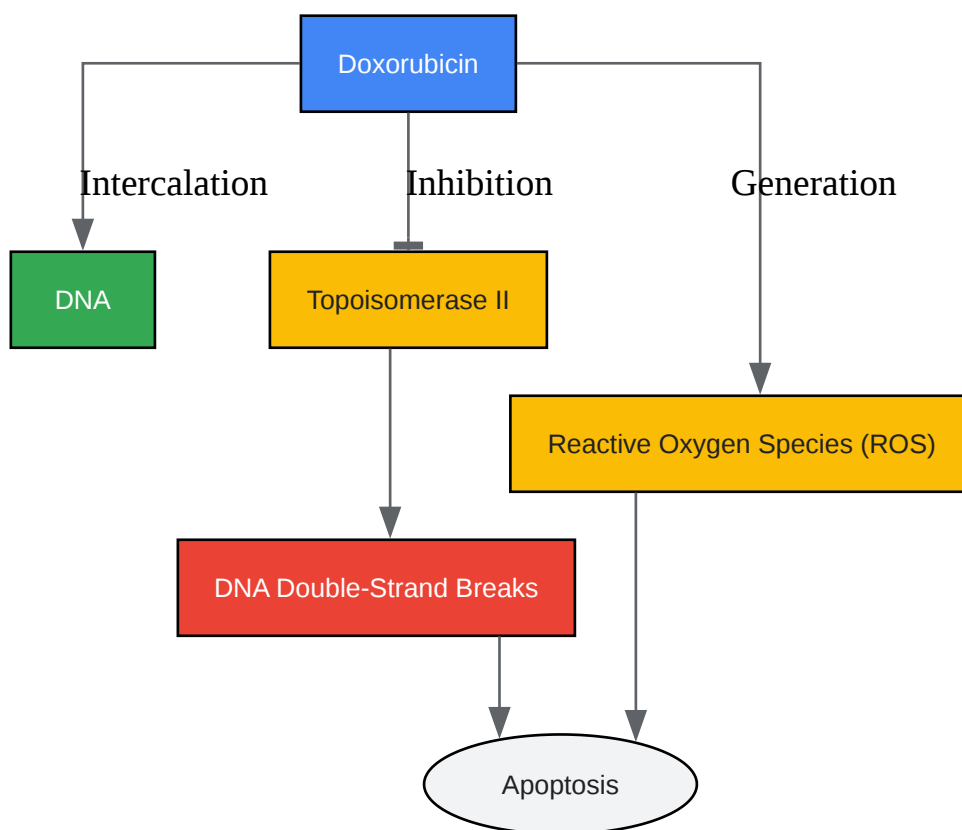 Doxorubicin
Intercalation
Inhibition
Generation
DNA
Topoisomerase II
Reactive Oxygen Species (ROS)
DNA Double-Strand Breaks
Apoptosis